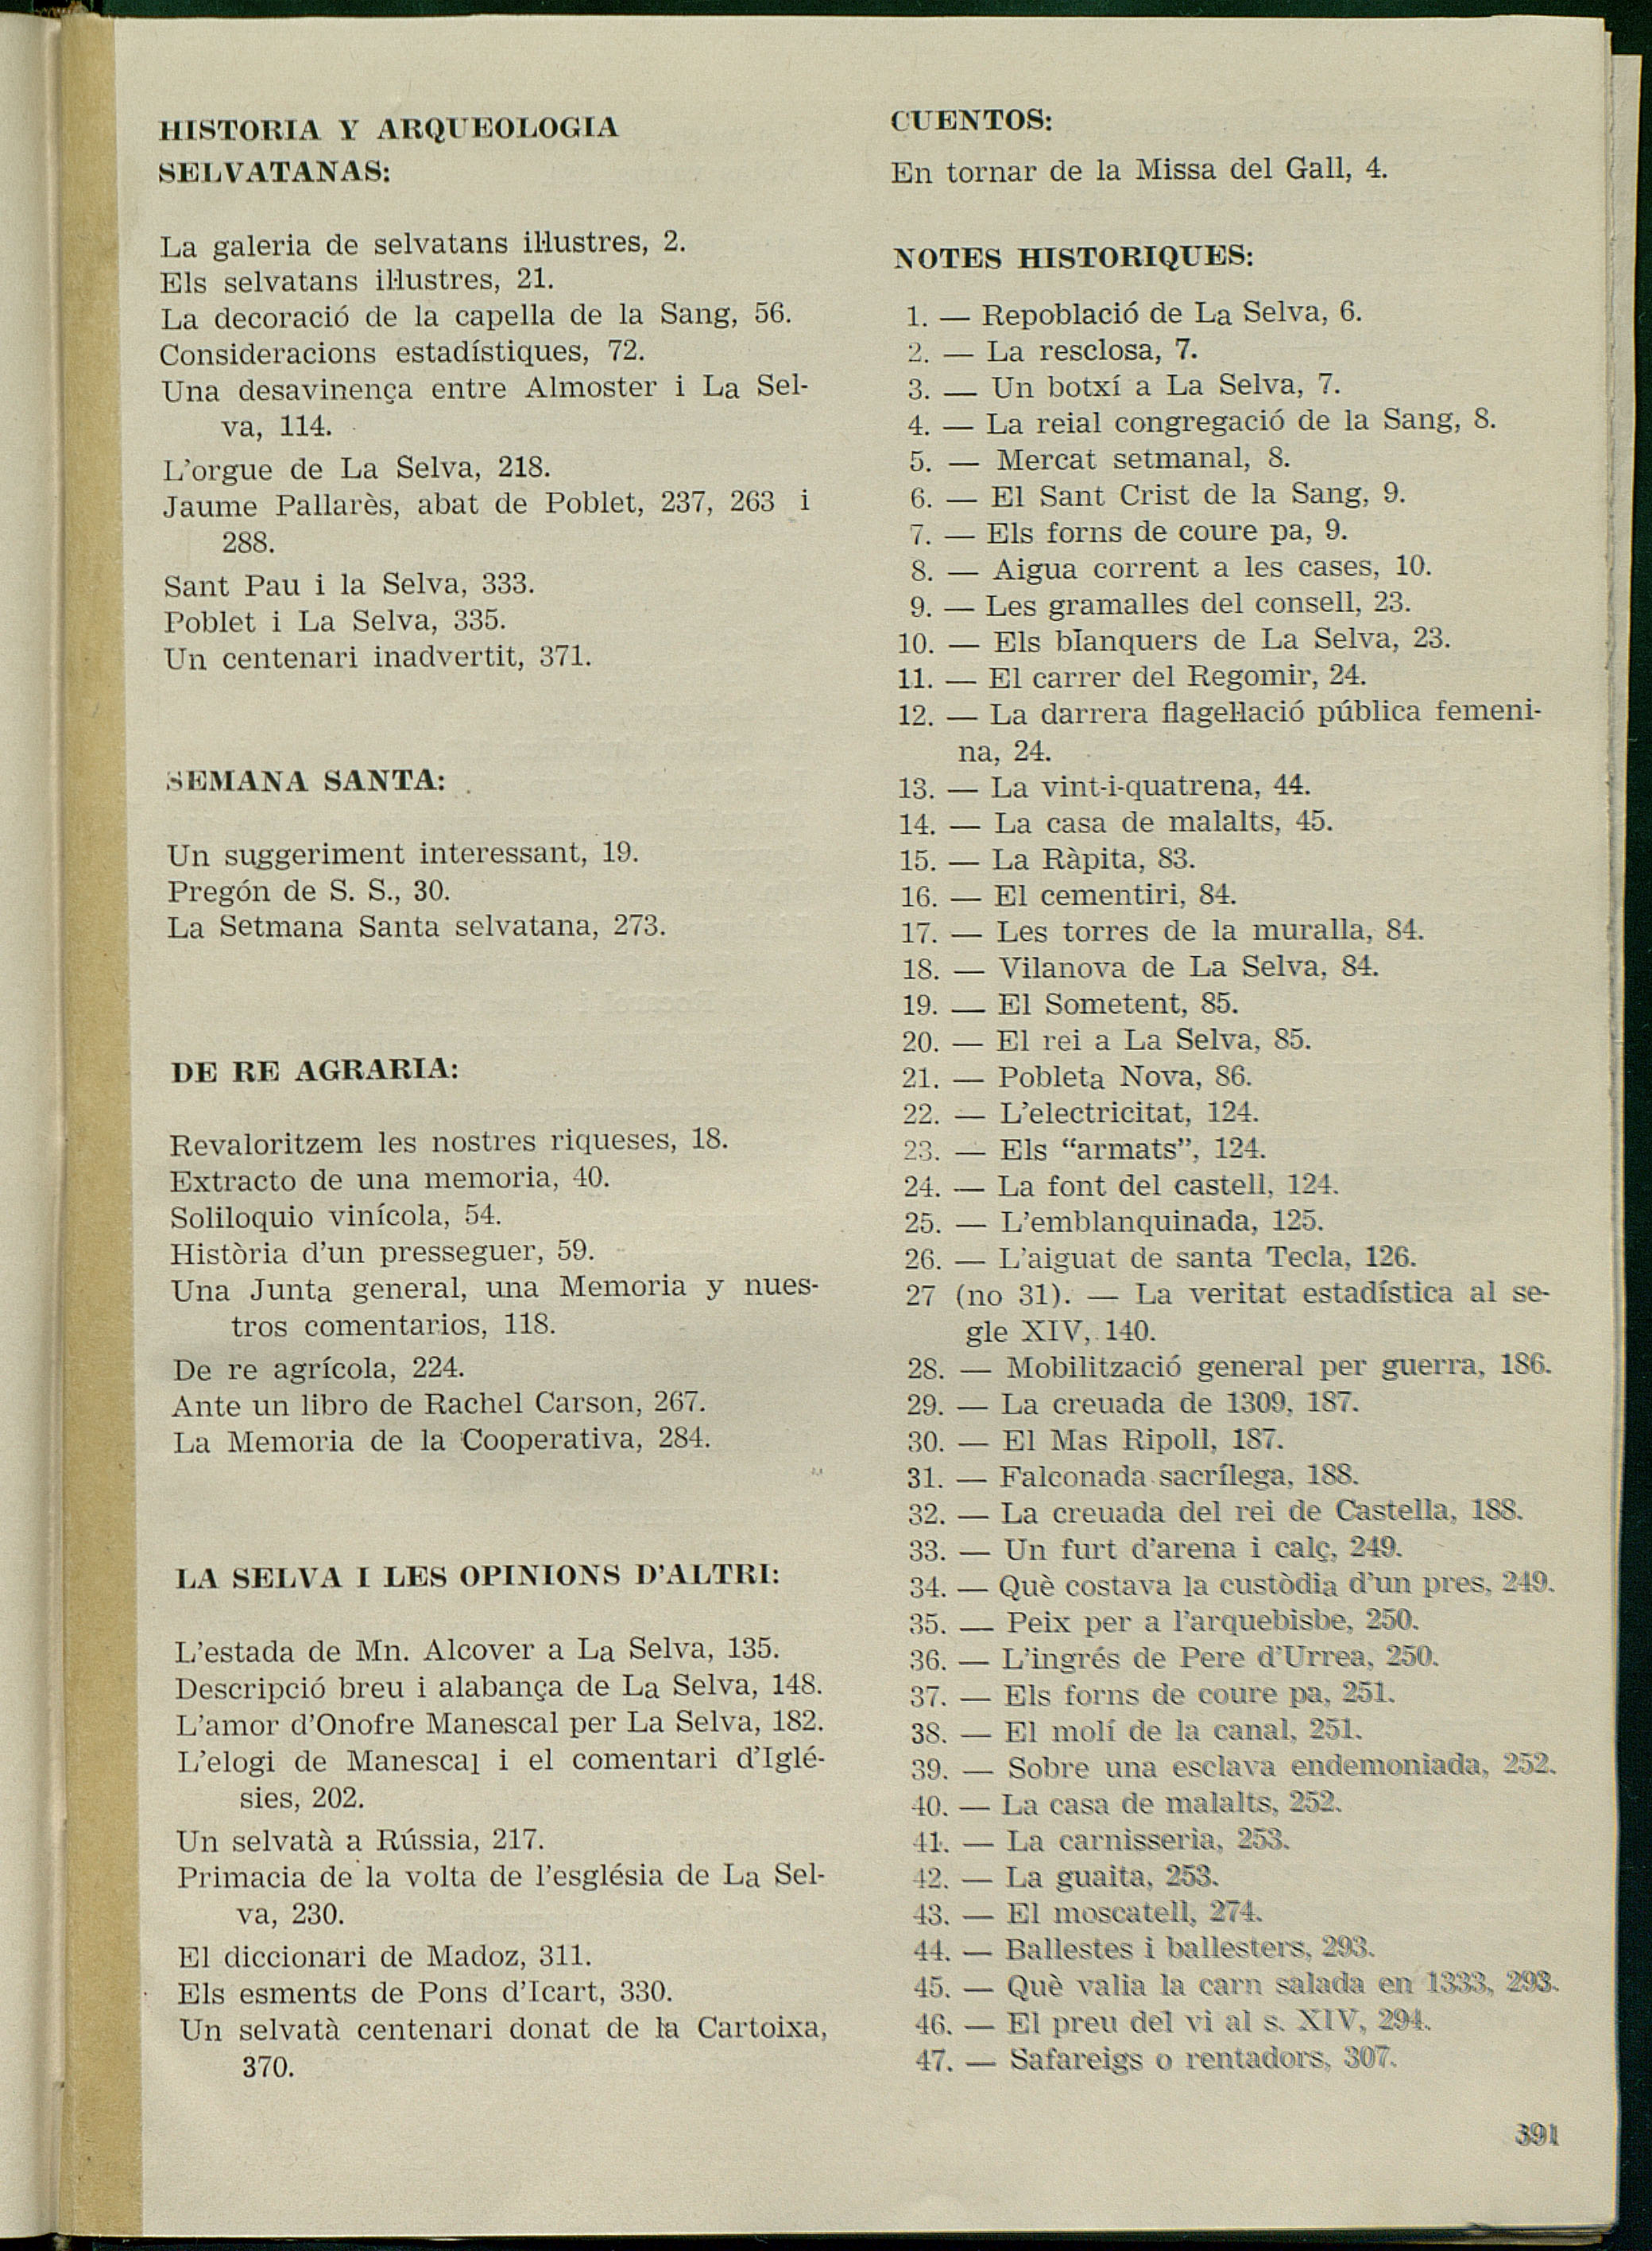 HISTORIA Y ARQUEOLOGIA
SELVATANAS:
La galeria de selvatans iŀlustres, 2.
Els selvatans iŀlustres, 21.
La decoració de la capella de la Sang, 56.
Consideracions estadístiques, 72.
Una desavinença entre Almoster i La Sel-
va, 114.
L'orgue de La Selva, 218.
Jaume Pallarès, abat de Poblet, 237, 263 i
288.
Sant Pau i la Selva, 333.
Poblet i La Selva, 335.
Un centenari inadvertit, 371.
SEMANA SANTA:
Un suggeriment interessant, 19.
Pregón de S. S., 30.
La Setmana Santa selvatana, 273.
DE RE AGRARIA:
Revaloritzem les nostres riqueses, 18.
Extracto de una memoria, 40.
Soliloquio vinícola, 54.
Història d'un presseguer, 59.
Una Junta general, una Memoria y nues-
tros comentarios, 118.
De re agrícola, 224.
Ante un libro de Rachel Carson, 267.
La Memoria de la Cooperativa, 284.
LA SELVA I LES OPINIONS D'ALTRI:
L'estada de Mn. Alcover a La Selva, 135.
Descripció breu i alabança de La Selva, 148.
L'amor d'Onofre Manescal per La Selva, 182.
L'elogi de Manescal i el comentari d'Iglé-
sies, 202.
Un selvatà a Rússia, 217.
Primacia de la volta de l'església de La Sel-
va, 230.
El diccionari de Madoz, 311.
Els esments de Pons d'Icart, 330.
Un selvatà centenari donat de la Cartoixa,
370.
CUENTOS:
En tornar de la Missa del Gall, 4.
NOTES HISTORIQUES:
1. — Repoblació de La Selva, 6.
2. — La resclosa, 7.
3. — Un botxí a La Selva, 7.
4. — La reial congregació de la Sang, 8.
5. — Mercat setmanal, 8.
6. — El Sant Crist de la Sang, 9.
7. — Els forns de coure pa, 9.
8. — Aigua corrent a les cases, 10.
9. — Les gramalles del consell, 23.
10. — Els blanquers de La Selva, 23.
11. — El carrer del Regomir, 24.
12. — La darrera flageŀlació pública femeni-
na, 24.
13. — La vint-i-quatrena, 44.
14. — La casa de malalts, 45.
15. — La Ràpita, 83.
16. — El cementiri, 84.
17. — Les torres de la muralla, 84.
18. — Vilanova de La Selva, 84.
19. — El Sometent, 85.
20. — El rei a La Selva, 85.
21. — Pobleta Nova, 86.
22. — L'electricitat, 124.
23. — Els “armats”, 124.
24. — La font del castell, 124.
25. — L'emblanquinada, 125.
26. — L'aiguat de santa Tecla, 126.
27 (no 31). — La veritat estadística al se-
gle XIV, 140.
28. — Mobilització general per guerra, 186.
29. — La creuada de 1309, 187.
30. — El Mas Ripoll, 187.
31. — Falconada sacrílega, 188.
32. — La creuada del rei de Castella, 188.
33. — Un furt d'arena i calç, 249.
34. — Què costava la custòdia d'un pres, 249.
35. — Peix per a l'arquebisbe, 250.
36. — L'ingrés de Pere d'Urrea, 250.
37. — Els forns de coure pa, 251.
38. — El molí de la canal, 251.
39. — Sobre una esclava endemoniada, 252.
40. — La casa de malalts, 252.
41. — La carnisseria, 253.
42. — La guaita, 253.
43. — El moscatell, 274.
44. — Ballestes i ballesters, 293.
45. — Què valia la carn salada en 1333, 293.
46. — El preu del vi al s. XIV, 294.
47. — Safareigs o rentadors, 307.
391